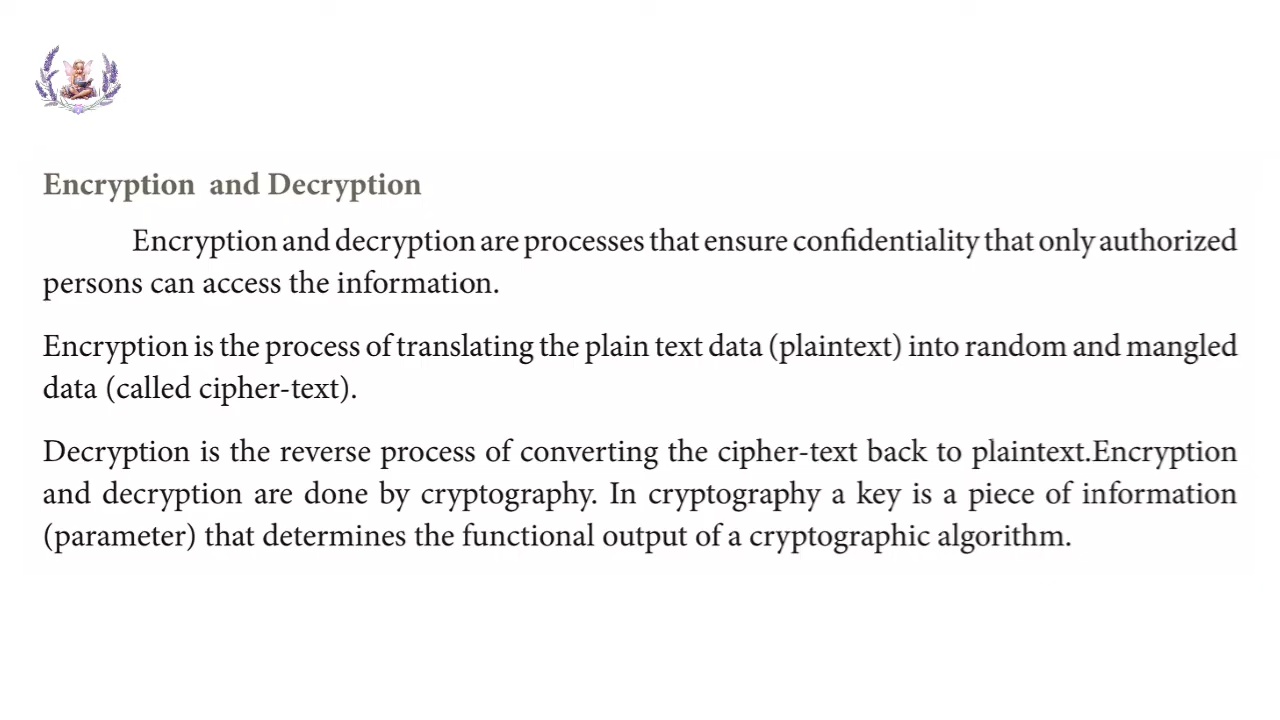 Encryption and Decryption
Encryption and decryption are processes that ensure confidentiality that only authorized
persons can access the information.
Encryption is the process of translating the plain text data (plaintext) into random and mangled
data (called cipher-text).
Decryption is the reverse process of converting the cipher-text back to plaintext.Encryption
and decryption are done by cryptography. In cryptography a key is a piece of information
(parameter) that determines the functional output of a cryptographic algorithm.